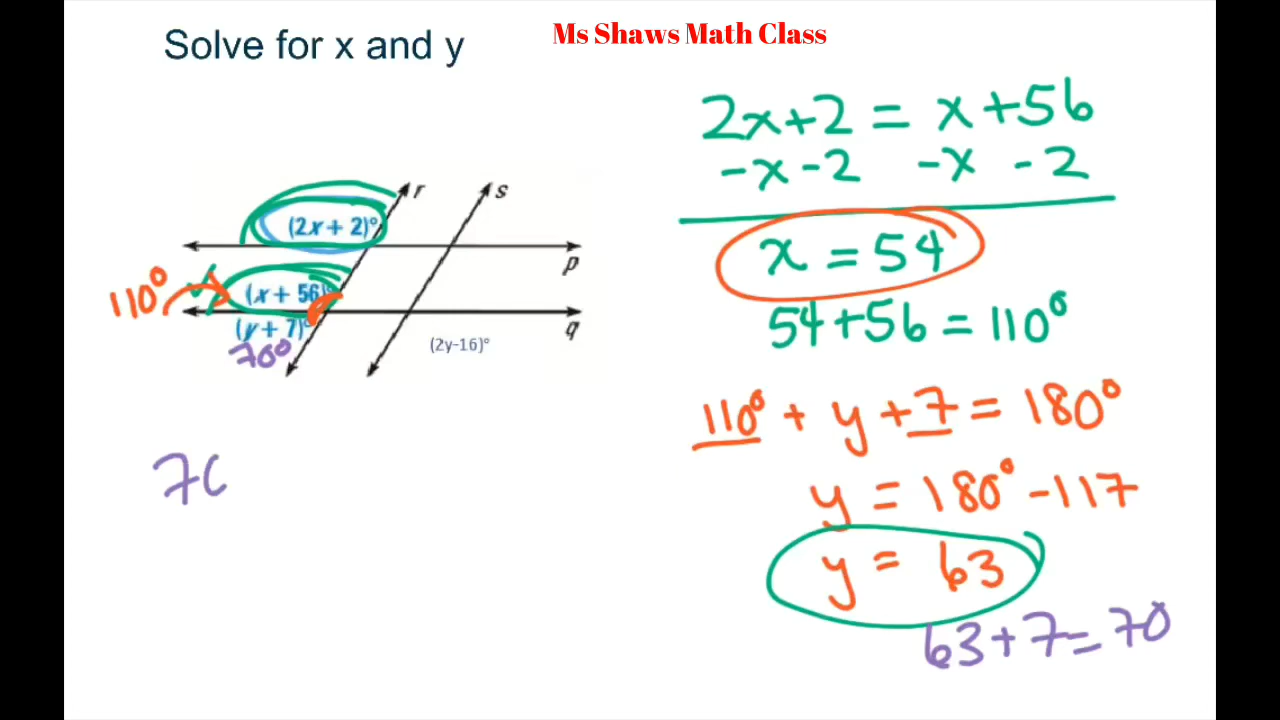 Solve for x and y
Ms Shaws Math Class
r
s
(2x + 2)°
p
110°
(x + 56)°
(y + 7)°
q
70°
(2y-16)°
70
2x+2 = x+56
-x -2 -x -2
x = 54
54+56 = 110°
110° + y + 7 = 180°
y = 180° -117
y = 63
63+7=70